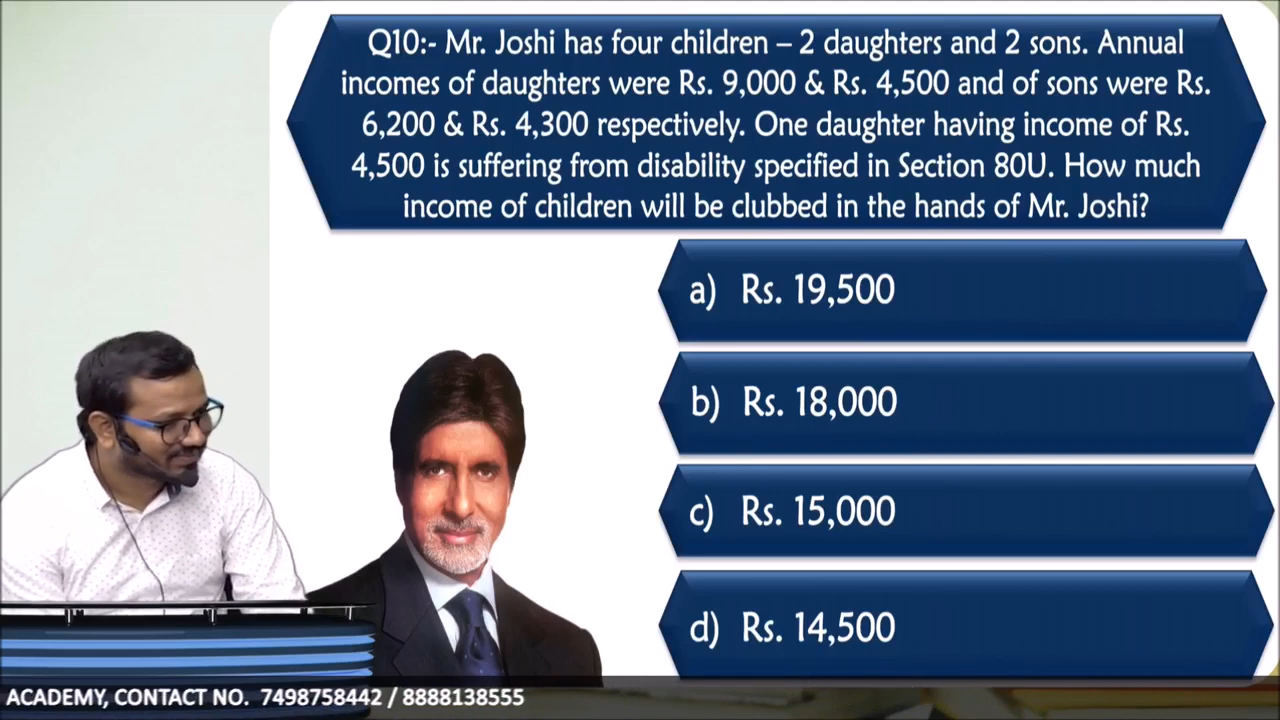 Q10:- Mr. Joshi has four children – 2 daughters and 2 sons. Annual
incomes of daughters were Rs. 9,000 & Rs. 4,500 and of sons were Rs.
6,200 & Rs. 4,300 respectively. One daughter having income of Rs.
4,500 is suffering from disability specified in Section 80U. How much
income of children will be clubbed in the hands of Mr. Joshi?
a) Rs. 19,500
b) Rs. 18,000
c) Rs. 15,000
d) Rs. 14,500
ACADEMY, CONTACT NO. 7498758442 / 8888138555